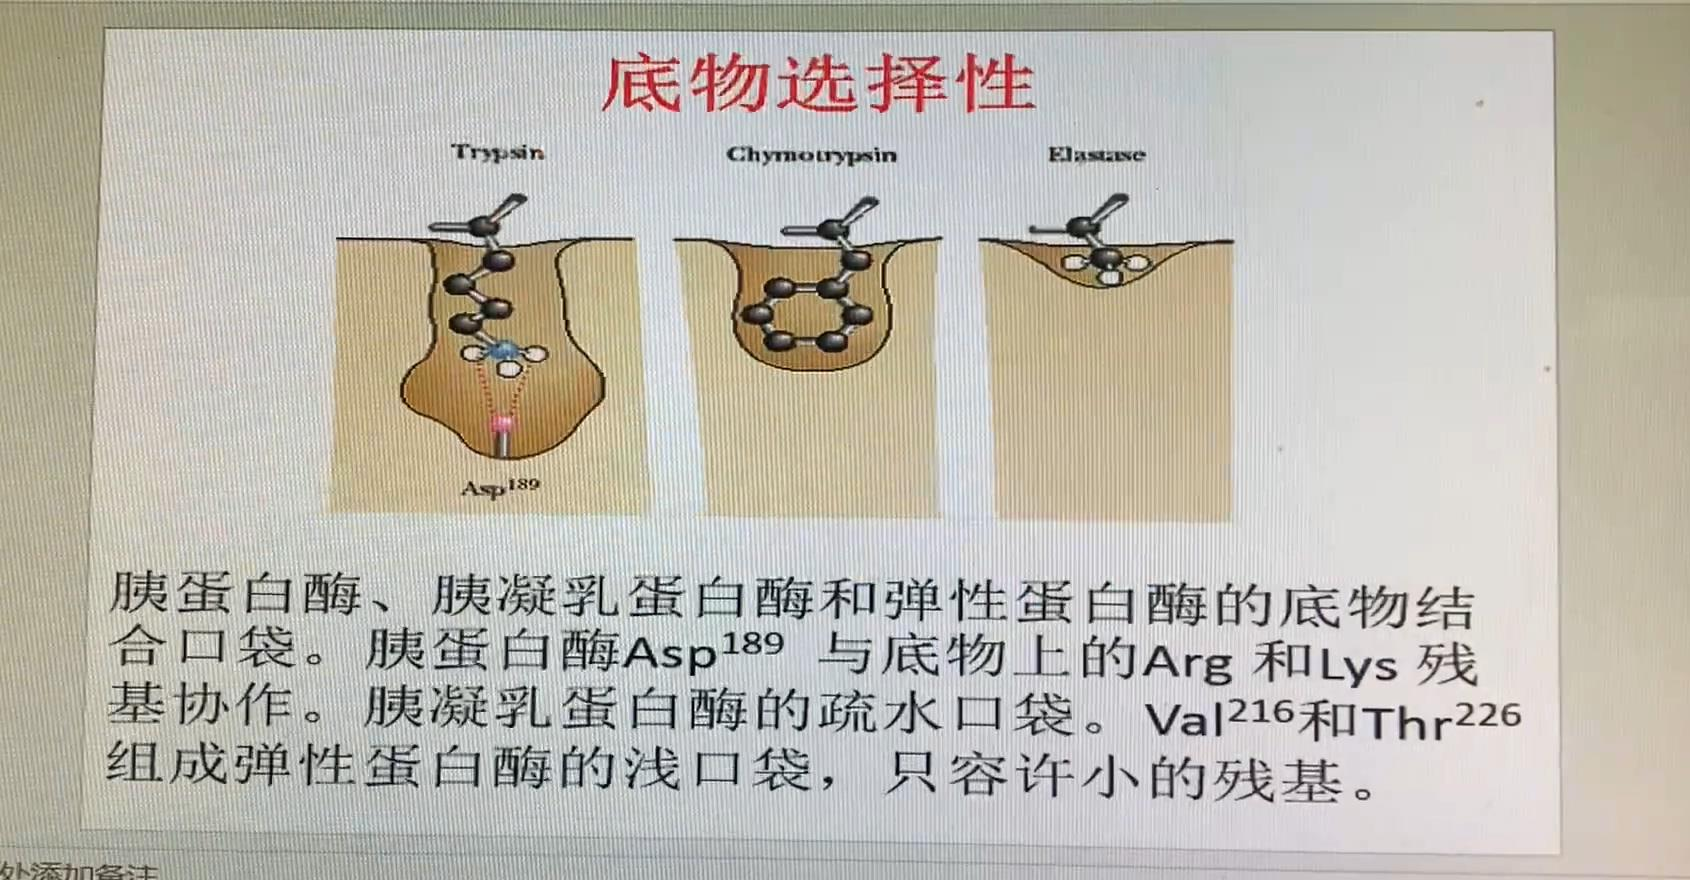 底物选择性
Trypsin
Chymotrypsin
Elastase
Asp189
胰蛋白酶、胰凝乳蛋白酶和弹性蛋白酶的底物结
合口袋。胰蛋白酶Asp189 与底物上的Arg 和Lys 残
基协作。胰凝乳蛋白酶的疏水口袋。Val216和Thr226
组成弹性蛋白酶的浅口袋，只容许小的残基。
处添加备注